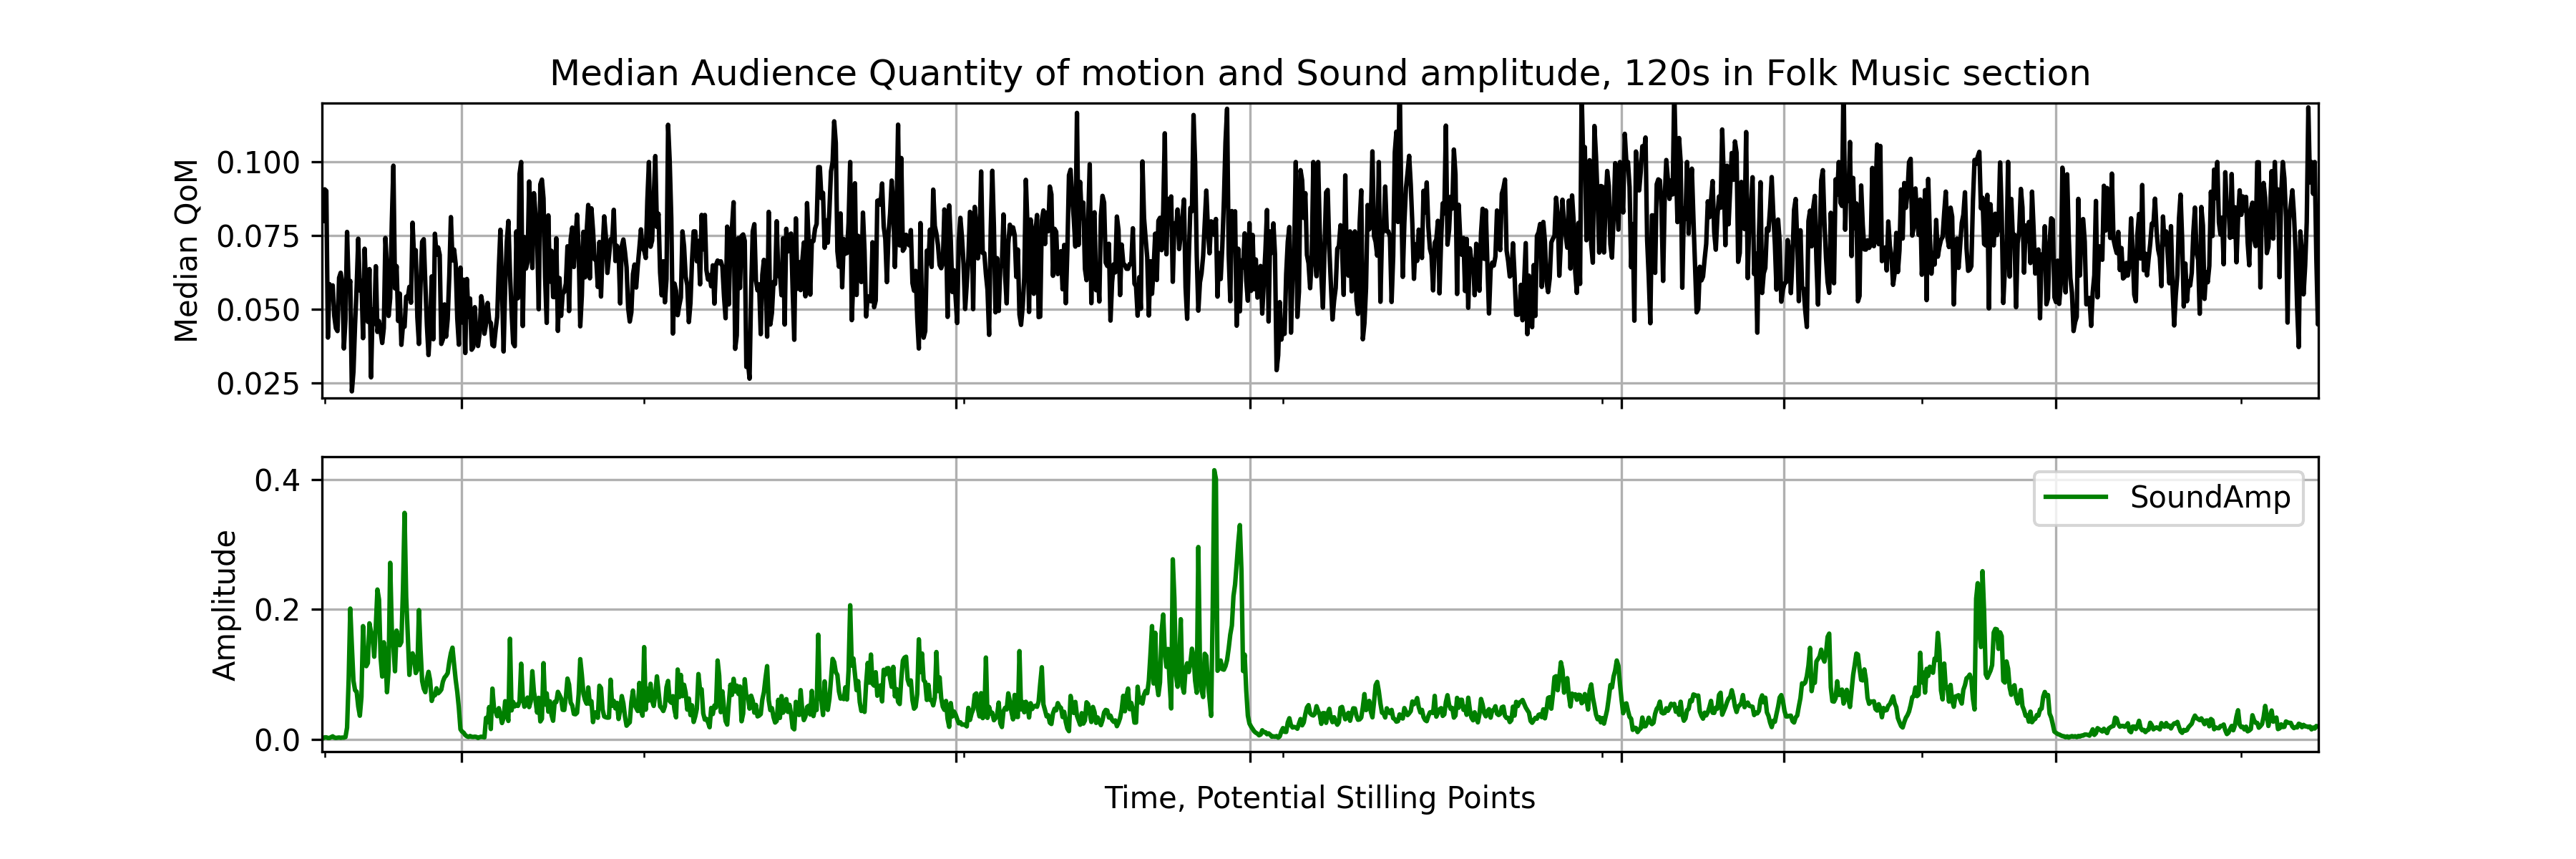 Median Audience Quantity of motion and Sound amplitude, 120s in Folk Music section
Median QoM
0.100
0.075
0.050
0.025
Amplitude
0.4
0.2
0.0
SoundAmp
Time, Potential Stilling Points